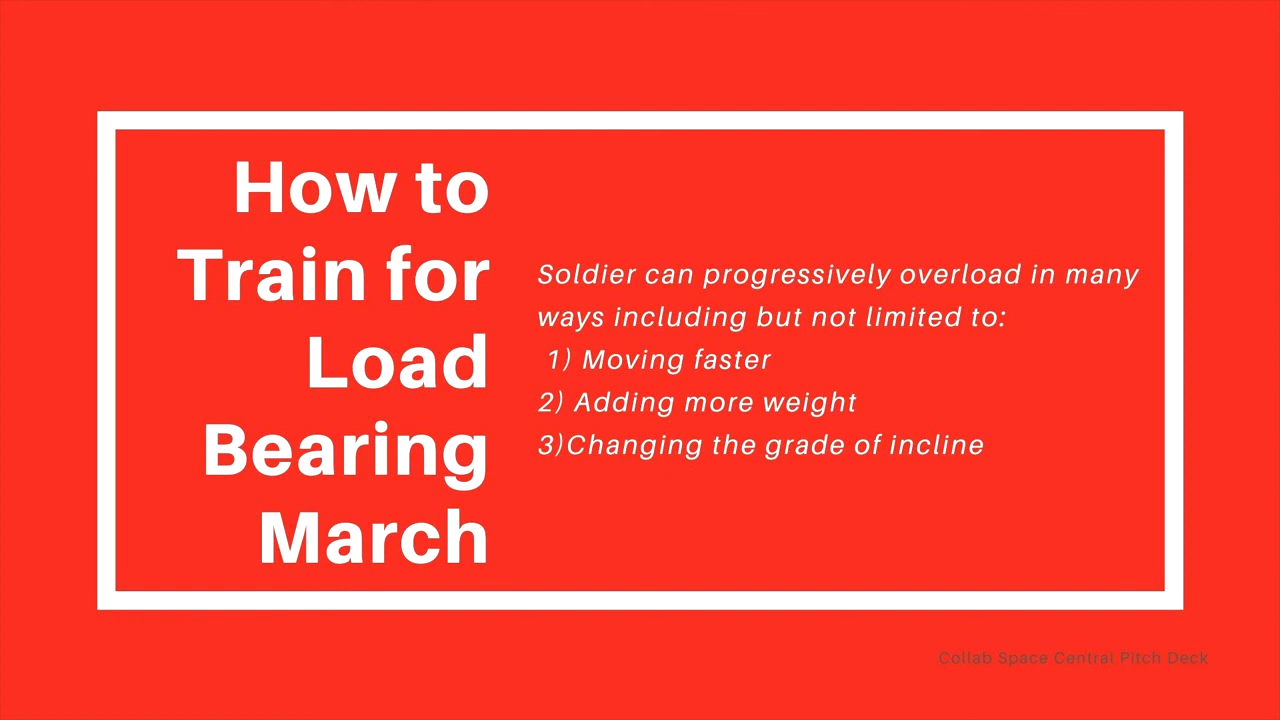 How to
Train for
Load
Bearing
March
Soldier can progressively overload in many
ways including but not limited to:
1) Moving faster
2) Adding more weight
3)Changing the grade of incline
Collab Space Central Pitch Deck